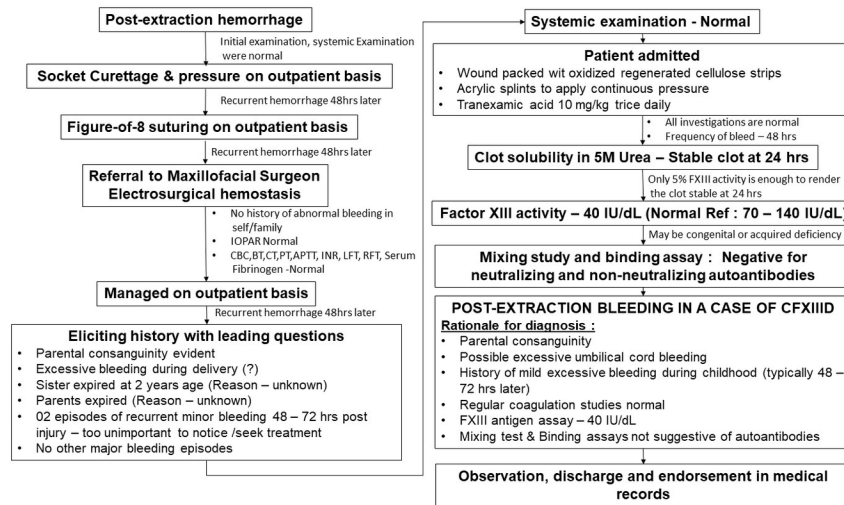 Post-extraction hemorrhage
Initial examination, systemic Examination
were normal
Socket Curettage & pressure on outpatient basis
Recurrent hemorrhage 48hrs later
Figure-of-8 suturing on outpatient basis
Recurrent hemorrhage 48hrs later
Referral to Maxillofacial Surgeon
Electrosurgical hemostasis
• No history of abnormal bleeding in
self/family
• IOPAR Normal
• CBC,BT,CT,PT,APTT, INR, LFT, RFT, Serum
Fibrinogen -Normal
Managed on outpatient basis
Recurrent hemorrhage 48hrs later
Eliciting history with leading questions
• Parental consanguinity evident
• Excessive bleeding during delivery (?)
• Sister expired at 2 years age (Reason – unknown)
• Parents expired (Reason – unknown)
• 02 episodes of recurrent minor bleeding 48 – 72 hrs post
injury – too unimportant to notice /seek treatment
• No other major bleeding episodes
Systemic examination - Normal
Patient admitted
• Wound packed wit oxidized regenerated cellulose strips
• Acrylic splints to apply continuous pressure
• Tranexamic acid 10 mg/kg trice daily
• All investigations are normal
• Frequency of bleed – 48 hrs
Clot solubility in 5M Urea – Stable clot at 24 hrs
Only 5% FXIII activity is enough to render
the clot stable at 24 hrs
Factor XIII activity – 40 IU/dL (Normal Ref : 70 – 140 IU/dL)
May be congenital or acquired deficiency
Mixing study and binding assay : Negative for
neutralizing and non-neutralizing autoantibodies
POST-EXTRACTION BLEEDING IN A CASE OF CFXIIID
Rationale for diagnosis :
• Parental consanguinity
• Possible excessive umbilical cord bleeding
• History of mild excessive bleeding during childhood (typically 48 –
72 hrs later)
• Regular coagulation studies normal
• FXIII antigen assay – 40 IU/dL
• Mixing test & Binding assays not suggestive of autoantibodies
Observation, discharge and endorsement in medical
records